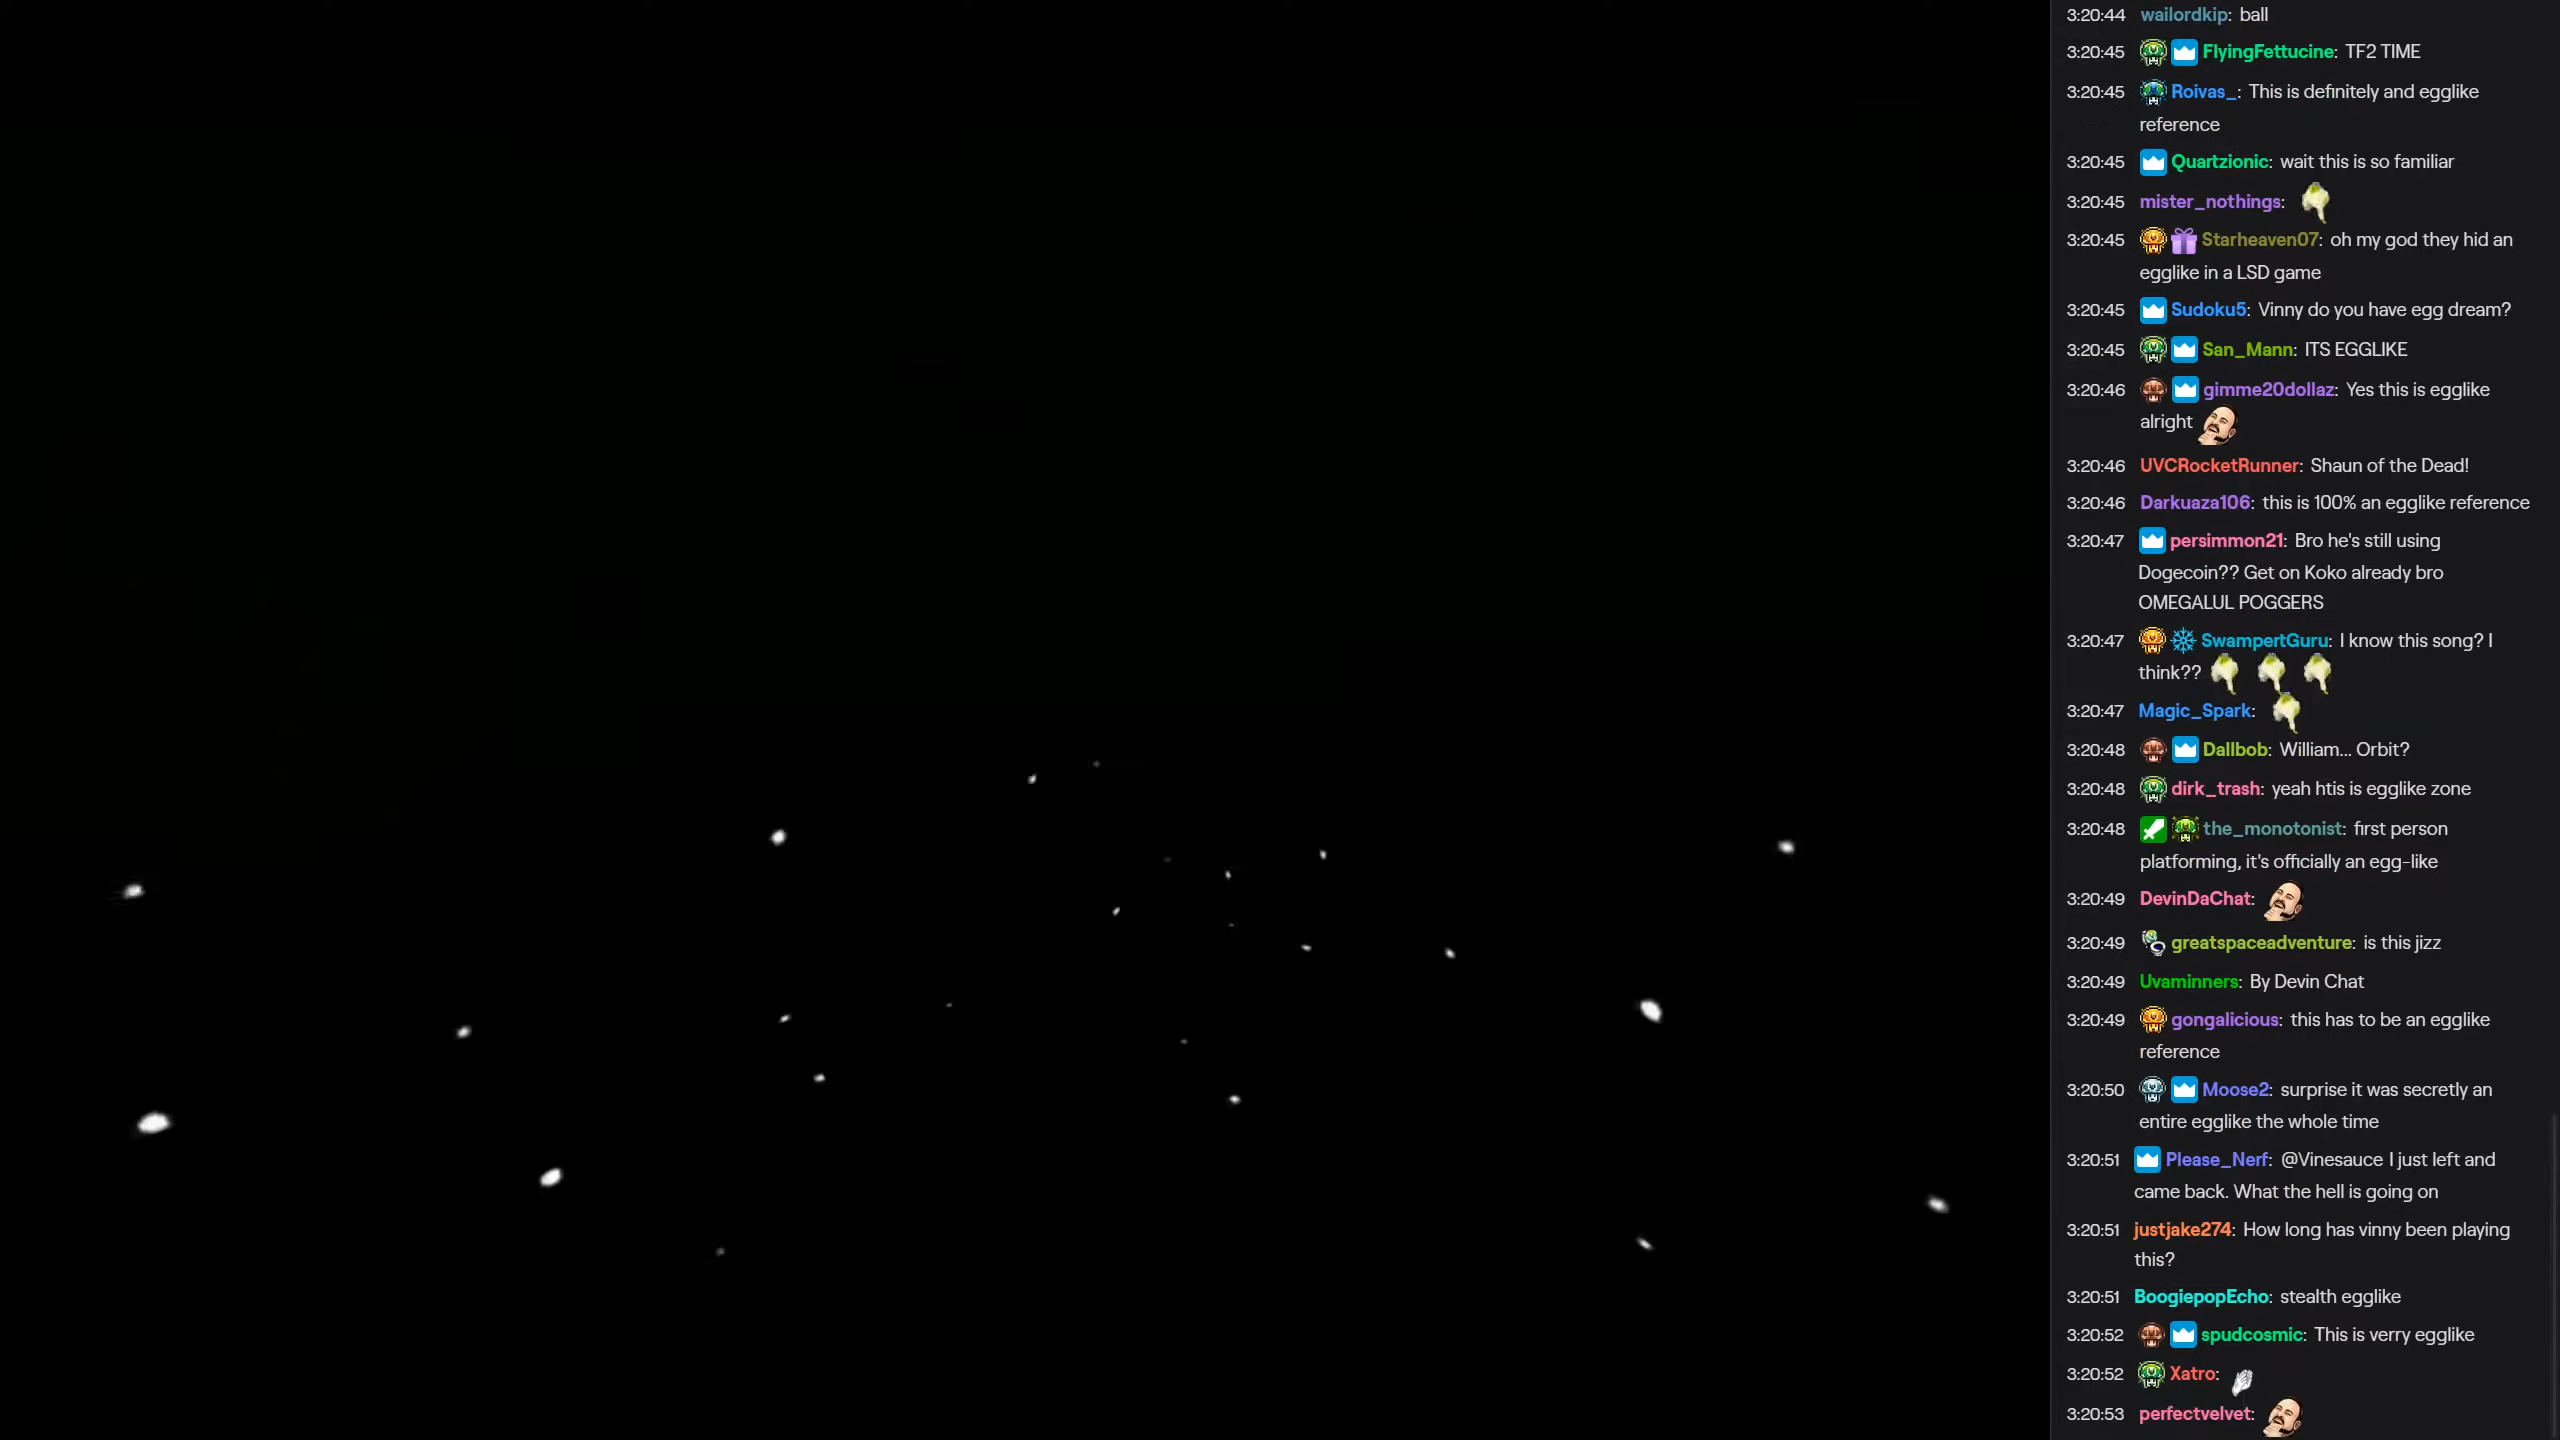 3:20:44 wailordkip: ball
3:20:45 FlyingFettucine: TF2 TIME
3:20:45 Roivas_: This is definitely and egglike
reference
3:20:45 Quartzionic: wait this is so familiar
3:20:45 mister_nothings:
3:20:45 Starheaven07: oh my god they hid an
egglike in a LSD game
3:20:45 Sudoku5: Vinny do you have egg dream?
3:20:45 San_Mann: ITS EGGLIKE
3:20:46 gimme20dollaz: Yes this is egglike
alright
3:20:46 UVCRocketRunner: Shaun of the Dead!
3:20:46 Darkuaza106: this is 100% an egglike reference
3:20:47 persimmon21: Bro he's still using
Dogecoin?? Get on Koko already bro
OMEGALUL POGGERS
3:20:47 SwampertGuru: I know this song? I
think??
3:20:47 Magic_Spark:
3:20:48 Dallbob: William... Orbit?
3:20:48 dirk_trash: yeah htis is egglike zone
3:20:48 the_monotonist: first person
platforming, it's officially an egg-like
3:20:49 DevinDaChat:
3:20:49 greatspaceadventure: is this jizz
3:20:49 Uvaminners: By Devin Chat
3:20:49 gongalicious: this has to be an egglike
reference
3:20:50 Moose2: surprise it was secretly an
entire egglike the whole time
3:20:51 Please_Nerf: @Vinesauce I just left and
came back. What the hell is going on
3:20:51 justjake274: How long has vinny been playing
this?
3:20:51 BoogiepopEcho: stealth egglike
3:20:52 spudcosmic: This is verry egglike
3:20:52 Xatro:
3:20:53 perfectvelvet: